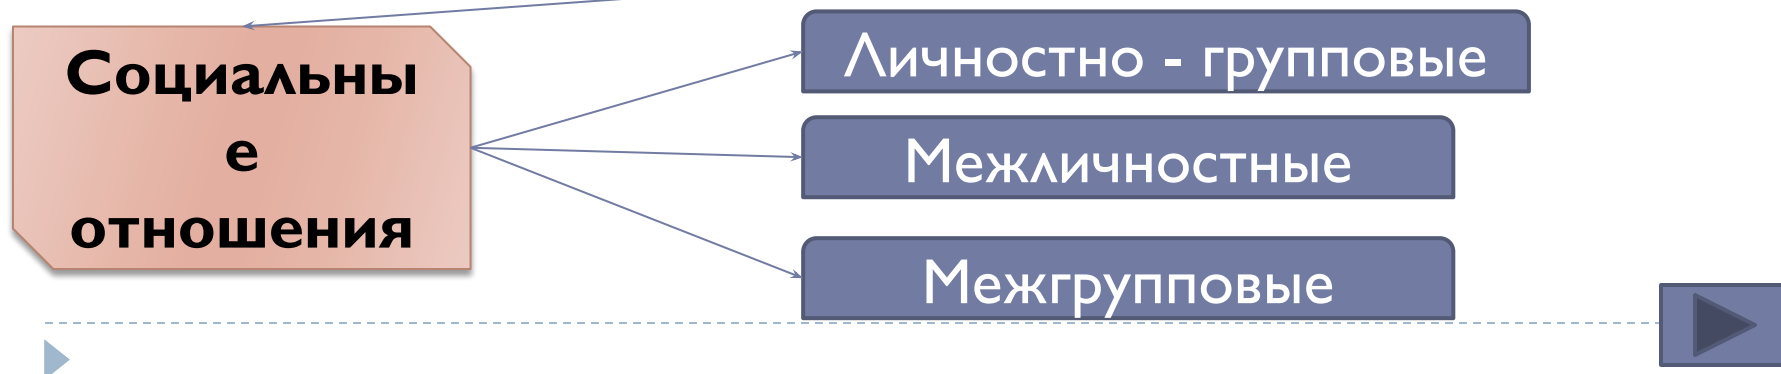 Социальны
е
отношения
Личностно - групповые
Межличностные
Межгрупповые